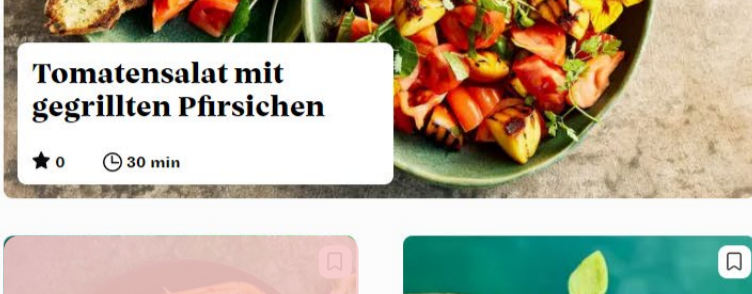 Tomatensalat mit
gegrillten Pfirsichen
0 30 min